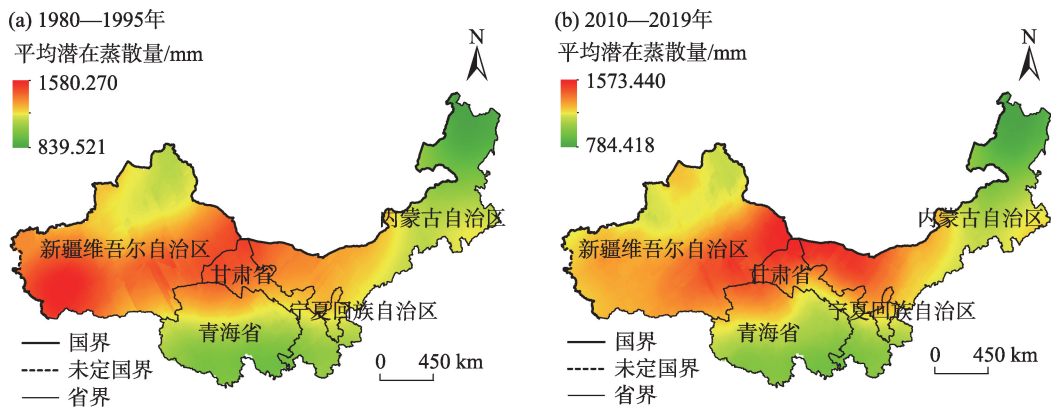 (a) 1980—1995年
平均潜在蒸散量/mm
1580.270
839.521
N
内蒙古自治区
新疆维吾尔自治区
甘肃省
宁夏回族自治区
青海省
国界
未定国界
省界
0 450 km
(b) 2010—2019年
平均潜在蒸散量/mm
1573.440
784.418
N
内蒙古自治区
新疆维吾尔自治区
甘肃省
宁夏回族自治区
青海省
国界
未定国界
省界
0 450 km